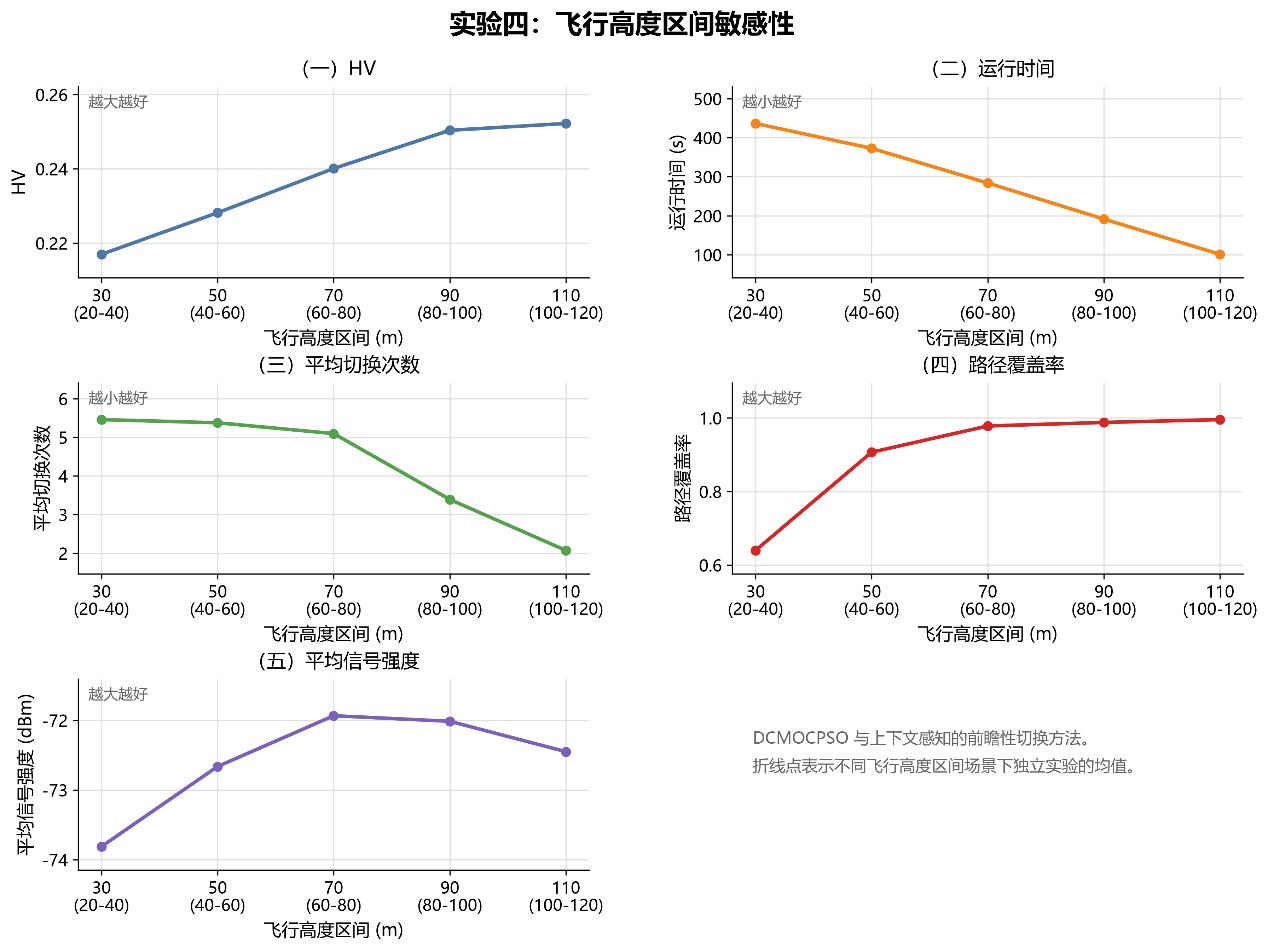 实验四：飞行高度区间敏感性
（一）HV
越大越好
HV
0.26
0.24
0.22
30 50 70 90 110
(20-40) (40-60) (60-80) (80-100) (100-120)
飞行高度区间 (m)
（二）运行时间
越小越好
运行时间 (s)
500
400
300
200
100
30 50 70 90 110
(20-40) (40-60) (60-80) (80-100) (100-120)
飞行高度区间 (m)
（三）平均切换次数
越小越好
平均切换次数
6
5
4
3
2
30 50 70 90 110
(20-40) (40-60) (60-80) (80-100) (100-120)
飞行高度区间 (m)
（四）路径覆盖率
越大越好
路径覆盖率
1.0
0.8
0.6
30 50 70 90 110
(20-40) (40-60) (60-80) (80-100) (100-120)
飞行高度区间 (m)
（五）平均信号强度
越大越好
平均信号强度 (dBm)
-72
-73
-74
30 50 70 90 110
(20-40) (40-60) (60-80) (80-100) (100-120)
飞行高度区间 (m)
DCMOCPSO 与上下文感知的前瞻性切换方法。
折线点表示不同飞行高度区间场景下独立实验的均值。